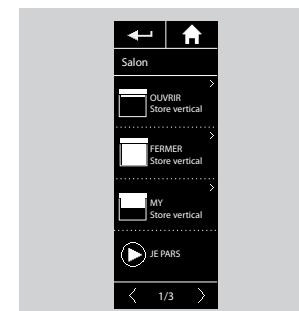 Salon
OUVRIR
Store vertical
FERMER
Store vertical
MY
Store vertical
JE PARS
1/3